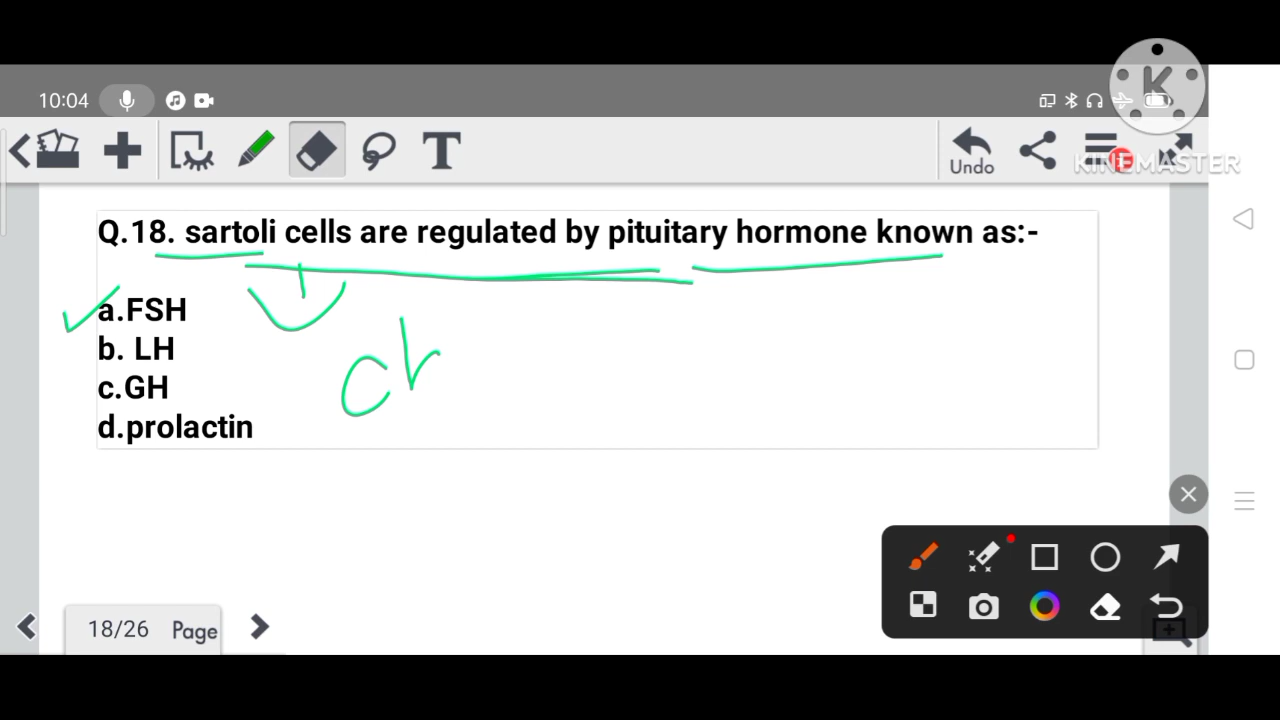 10:04
KINEMASTER
Undo
Q.18. sartoli cells are regulated by pituitary hormone known as:-
a.FSH
b. LH
c.GH
d.prolactin
18/26 Page